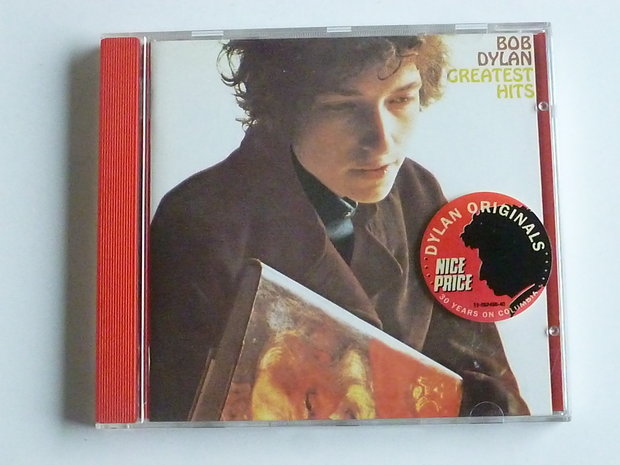 BOB
DYLAN
GREATEST
HITS
DYLAN ORIGINALS
NICE
PRICE
30 YEARS ON COLUMBIA